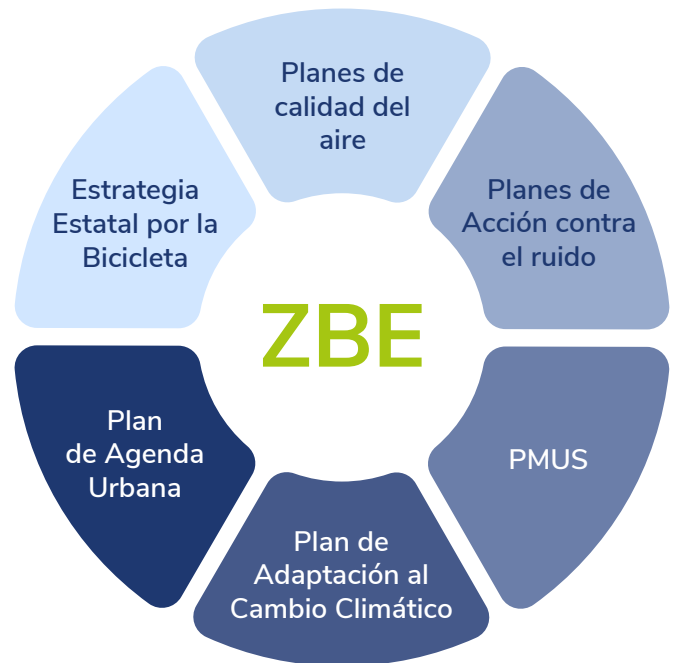 Planes de
calidad del
aire
Planes de
Acción contra
el ruido
PMUS
Plan de
Adaptación al
Cambio Climático
Plan
de Agenda
Urbana
Estrategia
Estatal por la
Bicicleta
ZBE